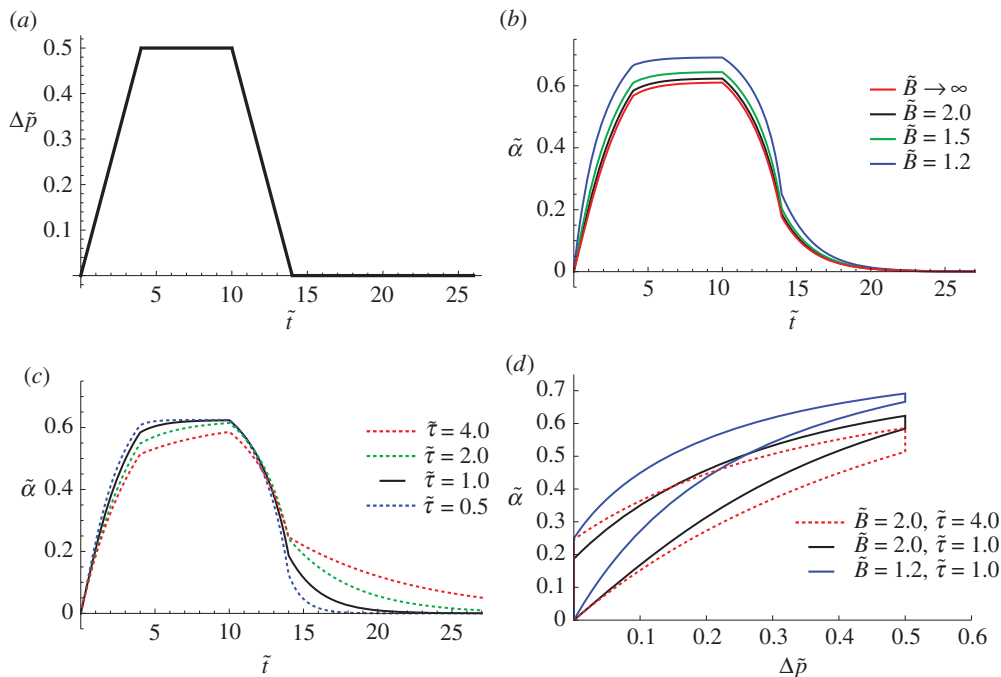 (a)
0.5
0.4
Δp̃
0.3
0.2
0.1
5 10 15 20 25
t̃
(b)
0.6
α̃
0.4
0.2
0
5 10 15 20 25
t̃
B̃ → ∞
B̃ = 2.0
B̃ = 1.5
B̃ = 1.2
(c)
0.6
α̃
0.4
0.2
0
5 10 15 20 25
t̃
τ̃ = 4.0
τ̃ = 2.0
τ̃ = 1.0
τ̃ = 0.5
(d)
0.7
0.6
0.5
α̃
0.4
0.3
0.2
0.1
0
0.1 0.2 0.3 0.4 0.5 0.6
Δp̃
B̃ = 2.0, τ̃ = 4.0
B̃ = 2.0, τ̃ = 1.0
B̃ = 1.2, τ̃ = 1.0